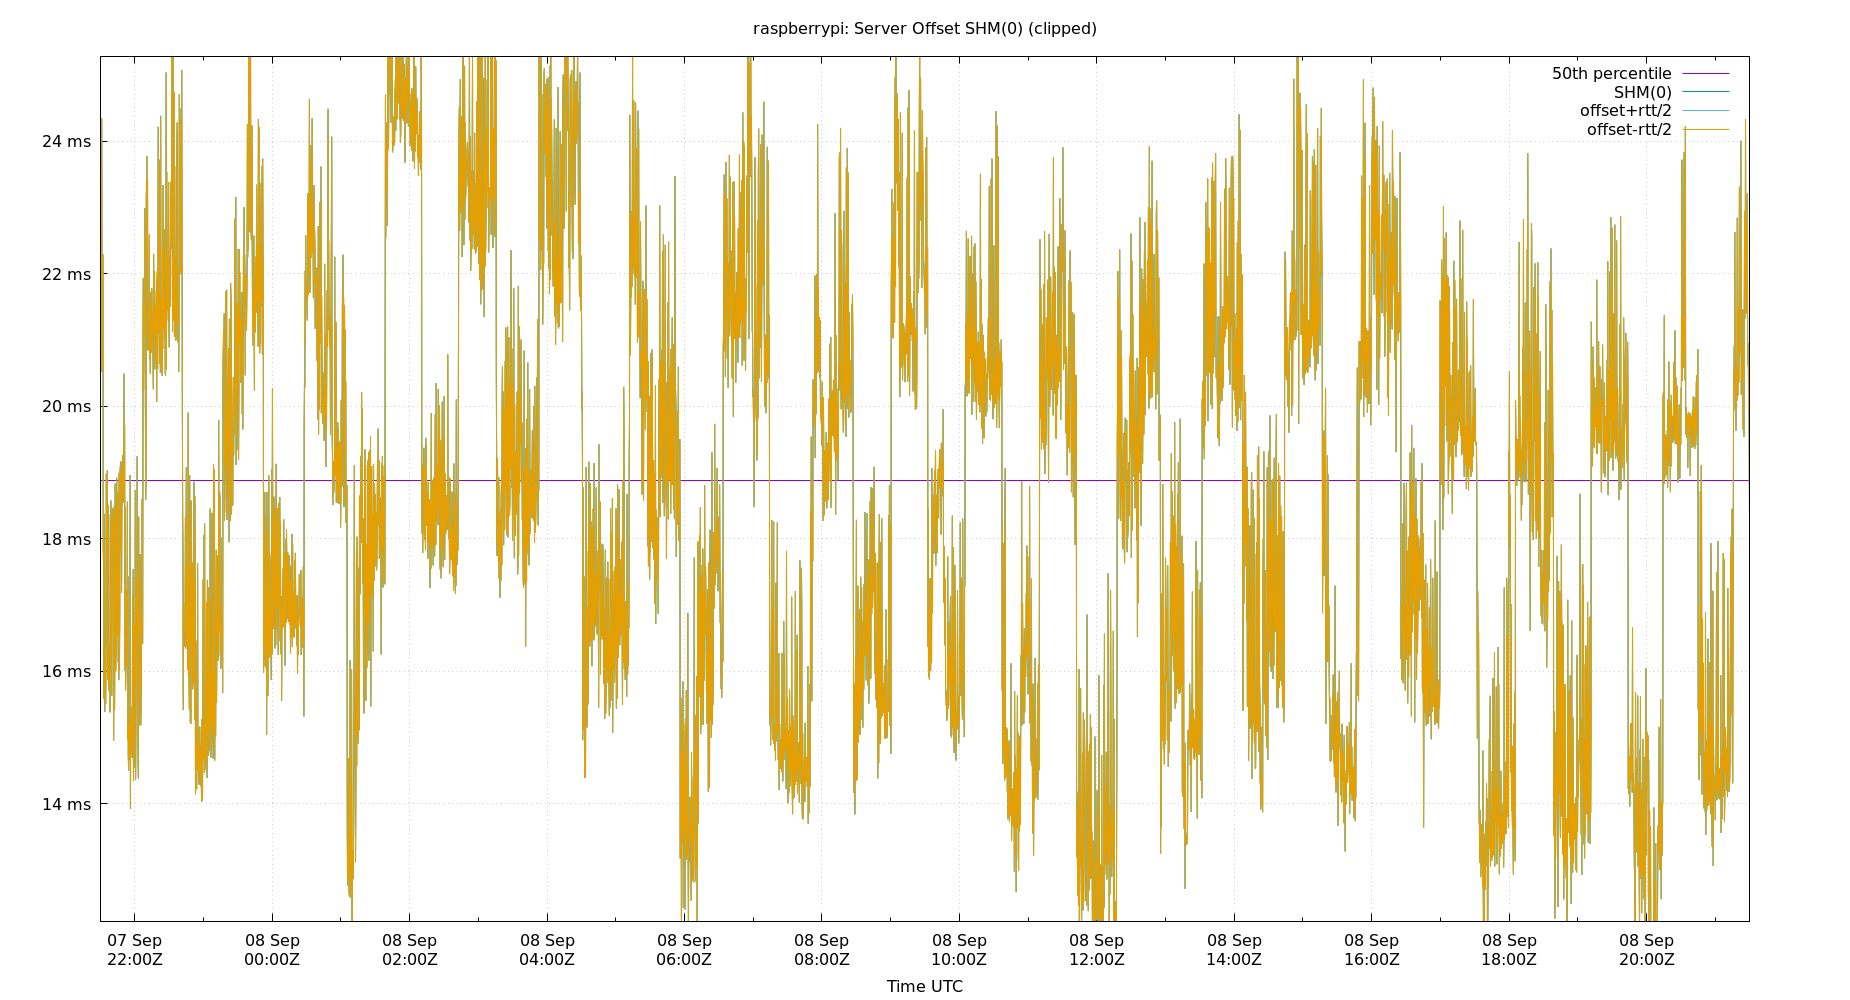 raspberrypi: Server Offset SHM(0) (clipped)
50th percentile
SHM(0)
offset+rtt/2
offset-rtt/2
24 ms
22 ms
20 ms
18 ms
16 ms
14 ms
07 Sep 08 Sep 08 Sep 08 Sep 08 Sep 08 Sep 08 Sep 08 Sep 08 Sep 08 Sep 08 Sep 08 Sep
22:00Z 00:00Z 02:00Z 04:00Z 06:00Z 08:00Z 10:00Z 12:00Z 14:00Z 16:00Z 18:00Z 20:00Z
Time UTC